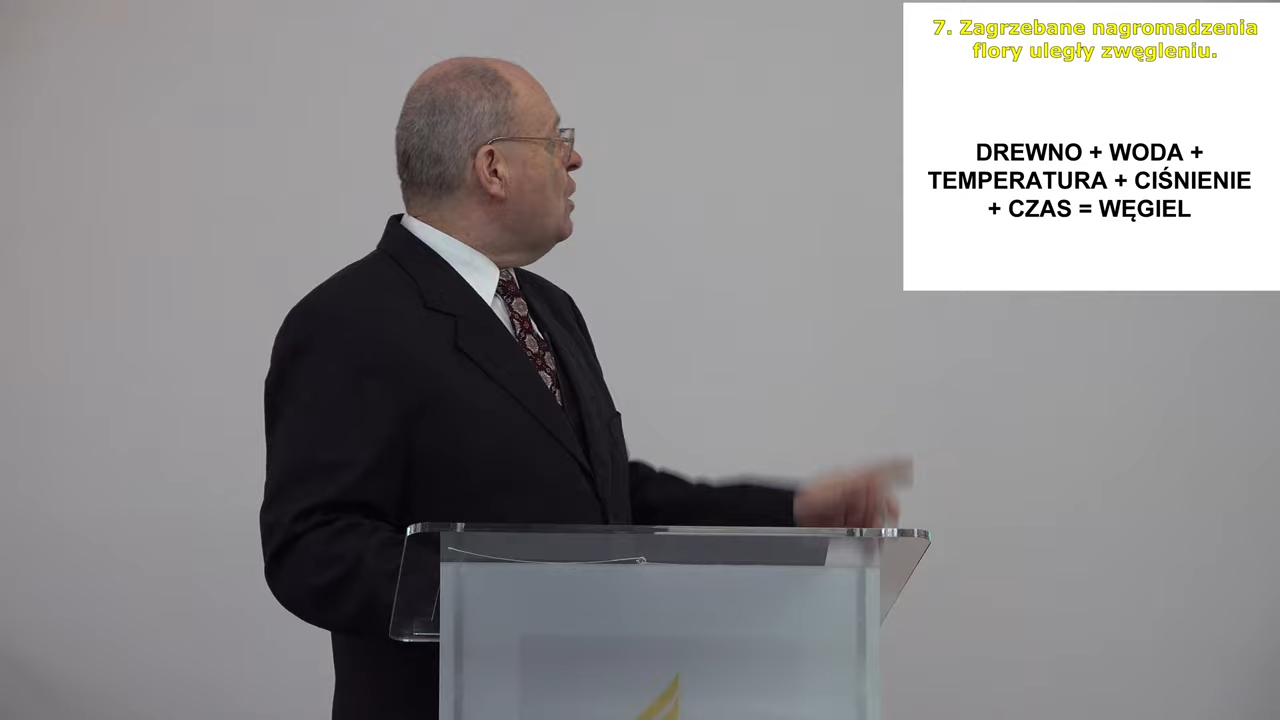 7. Zagrzebane nagromadzenia
flory uległy zwęgleniu.
DREWNO + WODA +
TEMPERATURA + CIŚNIENIE
+ CZAS = WĘGIEL